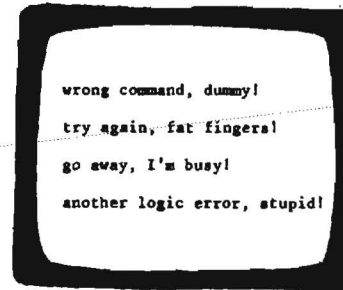 wrong command, dummy!
try again, fat fingers!
go away, I'm busy!
another logic error, stupid!